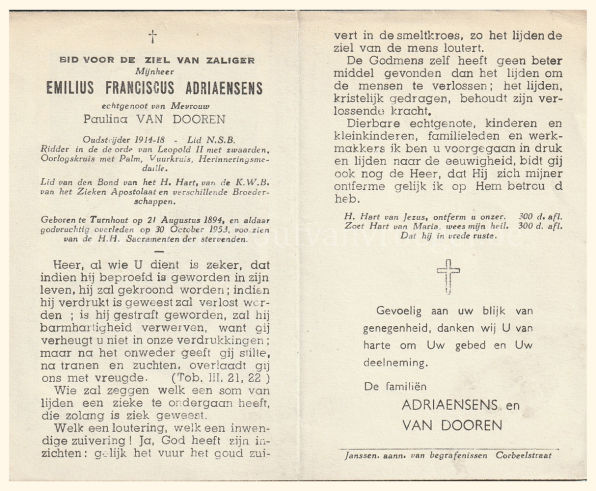 BID VOOR DE ZIEL VAN ZALIGER
Mijnheer
EMILIUS FRANCISCUS ADRIAENSENS
echtgenoot van Mevrouw
Paulina VAN DOOREN
Oudstrijder 1914-18 - Lid N.S.B.
Ridder in de de orde van Leopold II met zwaarden,
Oorlogskruis met Palm, Vuurkruis, Herinneringsme-
daille.
Lid van den Bond van het H. Hart, van de K.W.B.
van het Zieken Apostolaat en verschillende Broeder-
schappen.
Geboren te Turnhout op 21 Augustus 1894, en aldaar
godvruchtig overleden op 30 October 1953, voorzien
van de H.H. Sacramenten der stervenden.
Heer, al wie U dient is zeker, dat
indien hij beproefd is geworden in zijn
leven, hij zal gekroond worden; indien
hij verdrukt is geweest zal verlost wor-
den ; is hij gestraft geworden, zal hij
barmhartigheid verwerven, want gij
verheugt u niet in onze verdrukkingen;
maar na het onweder geeft gij stilte,
na tranen en zuchten, overlaadt gij
ons met vreugde. (Tob. III. 21, 22 )
Wie zal zeggen welk een som van
lijden een zieke te ondergaan heeft,
die zolang is ziek geweest.
Welk een loutering, welk een inwen-
dige zuivering ! Ja, God heeft zijn in-
zichten: gelijk het vuur het goud zui-
vert in de smeltkroes, zo het lijden de
ziel van de mens loutert.
De Godmens zelf heeft geen beter
middel gevonden dan het lijden om
de mensen te verlossen; het lijden,
kristelijk gedragen, behoudt zijn ver-
lossende kracht.
Dierbare echtgenote, kinderen en
kleinkinderen, familieleden en werk-
makkers ik ben u voorgegaan in druk
en lijden naar de eeuwigheid, bidt gij
ook nog de Heer, dat Hij zich mijner
ontferme gelijk ik op Hem betrou d
heb.
H. Hart van Jezus, ontferm u onzer. 300 d. afl.
Zoet Hart van Maria, wees mijn heil. 300 d. afl.
Dat hij in vrede ruste.
Gevoelig aan uw blijk van
genegenheid, danken wij U van
harte om Uw gebed en Uw
deelneming.
De familiën
ADRIAENSENS en
VAN DOOREN
Janssen. aann. van begrafenissen Corbeelstraat